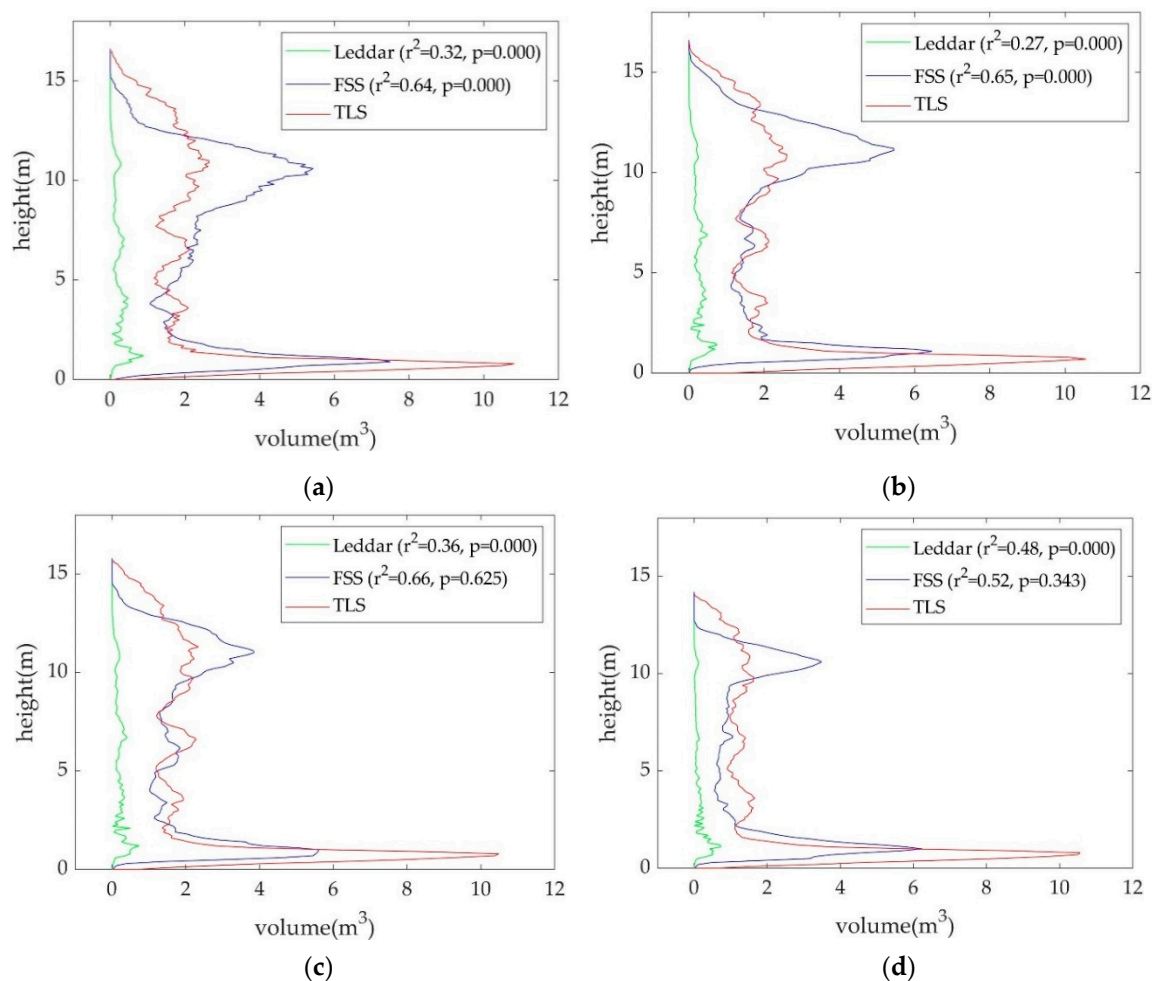 Leddar (r²=0.32, p=0.000)
FSS (r²=0.64, p=0.000)
TLS
15
10
5
0
height(m)
0 2 4 6 8 10 12
volume(m³)
(a)
Leddar (r²=0.27, p=0.000)
FSS (r²=0.65, p=0.000)
TLS
15
10
5
0
height(m)
0 2 4 6 8 10 12
volume(m³)
(b)
Leddar (r²=0.36, p=0.000)
FSS (r²=0.66, p=0.625)
TLS
15
10
5
0
height(m)
0 2 4 6 8 10 12
volume(m³)
(c)
Leddar (r²=0.48, p=0.000)
FSS (r²=0.52, p=0.343)
TLS
15
10
5
0
height(m)
0 2 4 6 8 10 12
volume(m³)
(d)